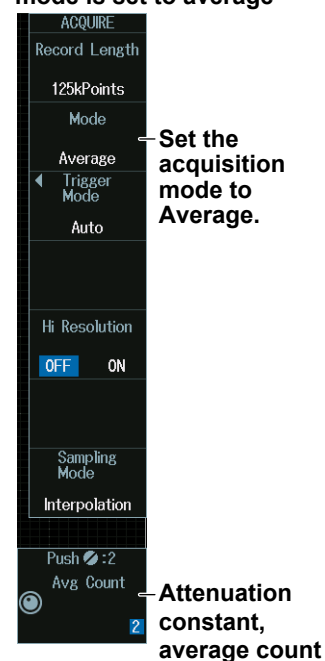 mode is set to average
ACQUIRE
Record Length
125kPoints
Mode
Average
Set the
acquisition
mode to
Average.
Trigger
Mode
Auto
Hi Resolution
OFF ON
Sampling
Mode
Interpolation
Push :2
Avg Count
2
Attenuation
constant,
average count